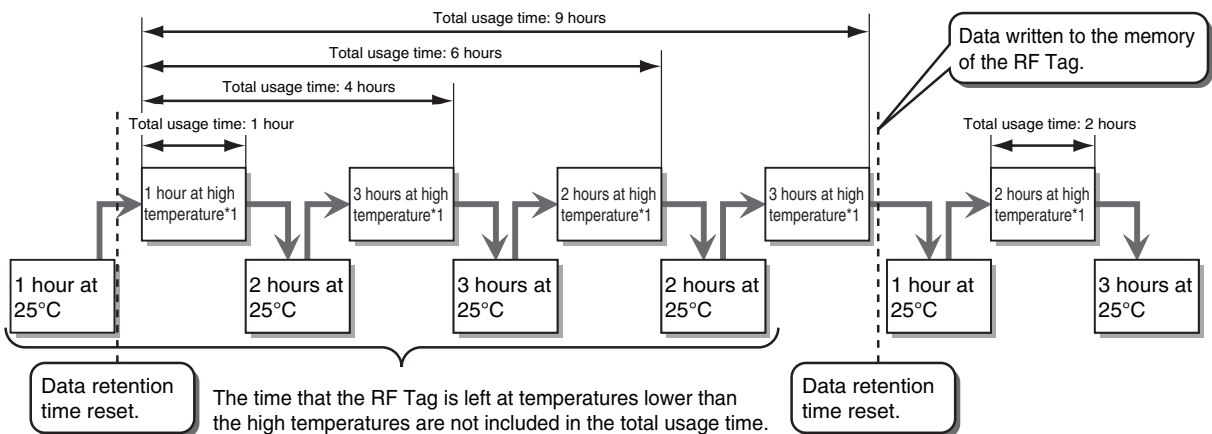 Total usage time: 9 hours
Total usage time: 6 hours
Total usage time: 4 hours
Total usage time: 1 hour
Data written to the memory
of the RF Tag.
Total usage time: 2 hours
1 hour at high
temperature*1
3 hours at high
temperature*1
2 hours at high
temperature*1
3 hours at high
temperature*1
2 hours at high
temperature*1
1 hour at
25°C
2 hours at
25°C
3 hours at
25°C
2 hours at
25°C
1 hour at
25°C
3 hours at
25°C
Data retention
time reset.
The time that the RF Tag is left at temperatures lower than
the high temperatures are not included in the total usage time.
Data retention
time reset.